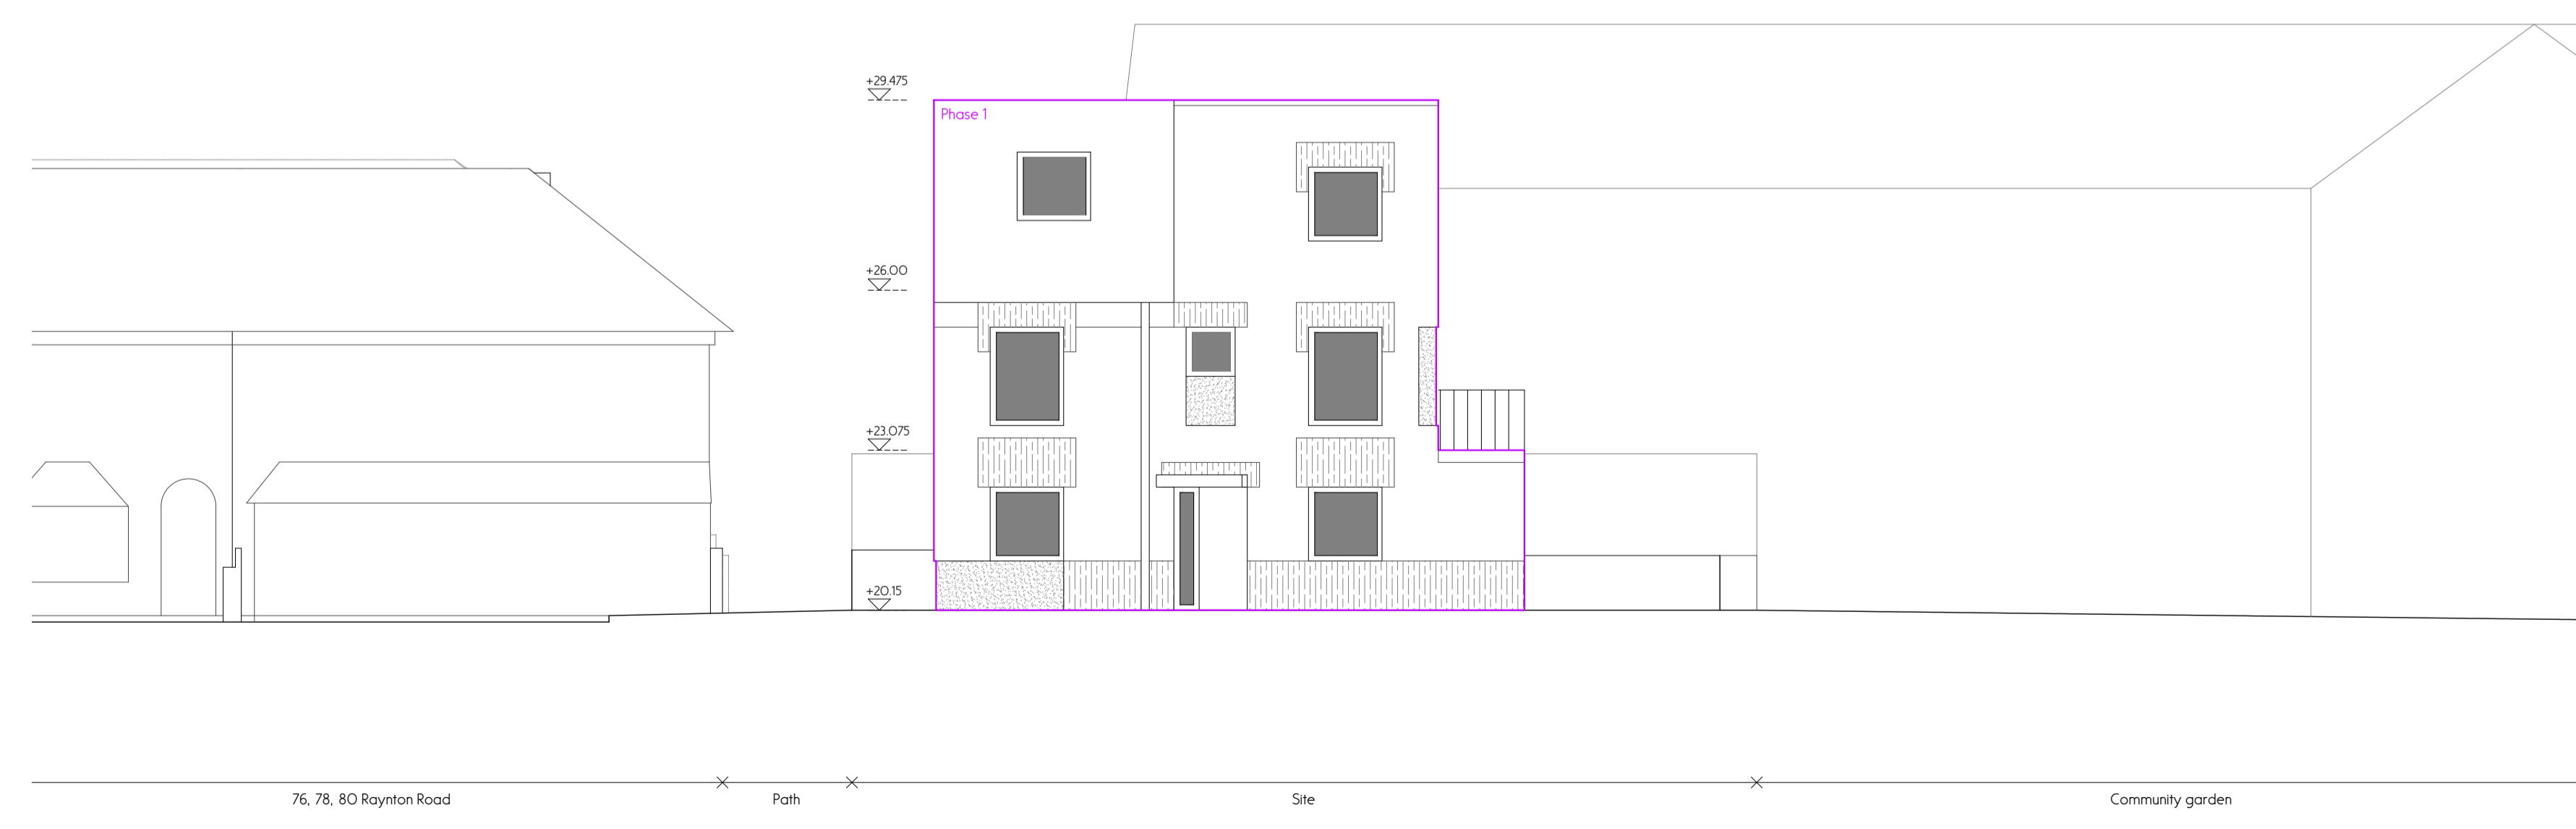 +29.475
Phase 1
+26.00
+23.075
+20.15
76, 78, 80 Raynton Road
Path
Site
Community garden